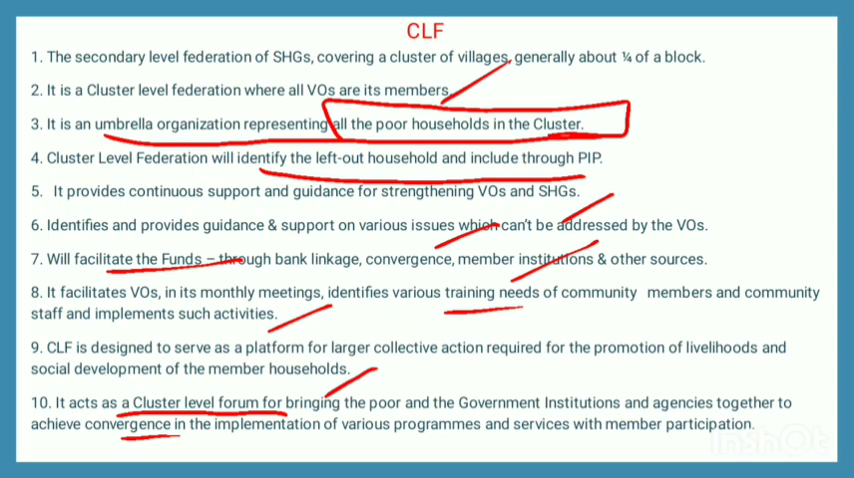 CLF
1. The secondary level federation of SHGs, covering a cluster of villages, generally about ¼ of a block.
2. It is a Cluster level federation where all VOs are its members.
3. It is an umbrella organization representing all the poor households in the Cluster.
4. Cluster Level Federation will identify the left-out household and include through PIP.
5. It provides continuous support and guidance for strengthening VOs and SHGs.
6. Identifies and provides guidance & support on various issues which can't be addressed by the VOs.
7. Will facilitate the Funds – through bank linkage, convergence, member institutions & other sources.
8. It facilitates VOs, in its monthly meetings, identifies various training needs of community members and community
staff and implements such activities.
9. CLF is designed to serve as a platform for larger collective action required for the promotion of livelihoods and
social development of the member households.
10. It acts as a Cluster level forum for bringing the poor and the Government Institutions and agencies together to
achieve convergence in the implementation of various programmes and services with member participation.
InShOt